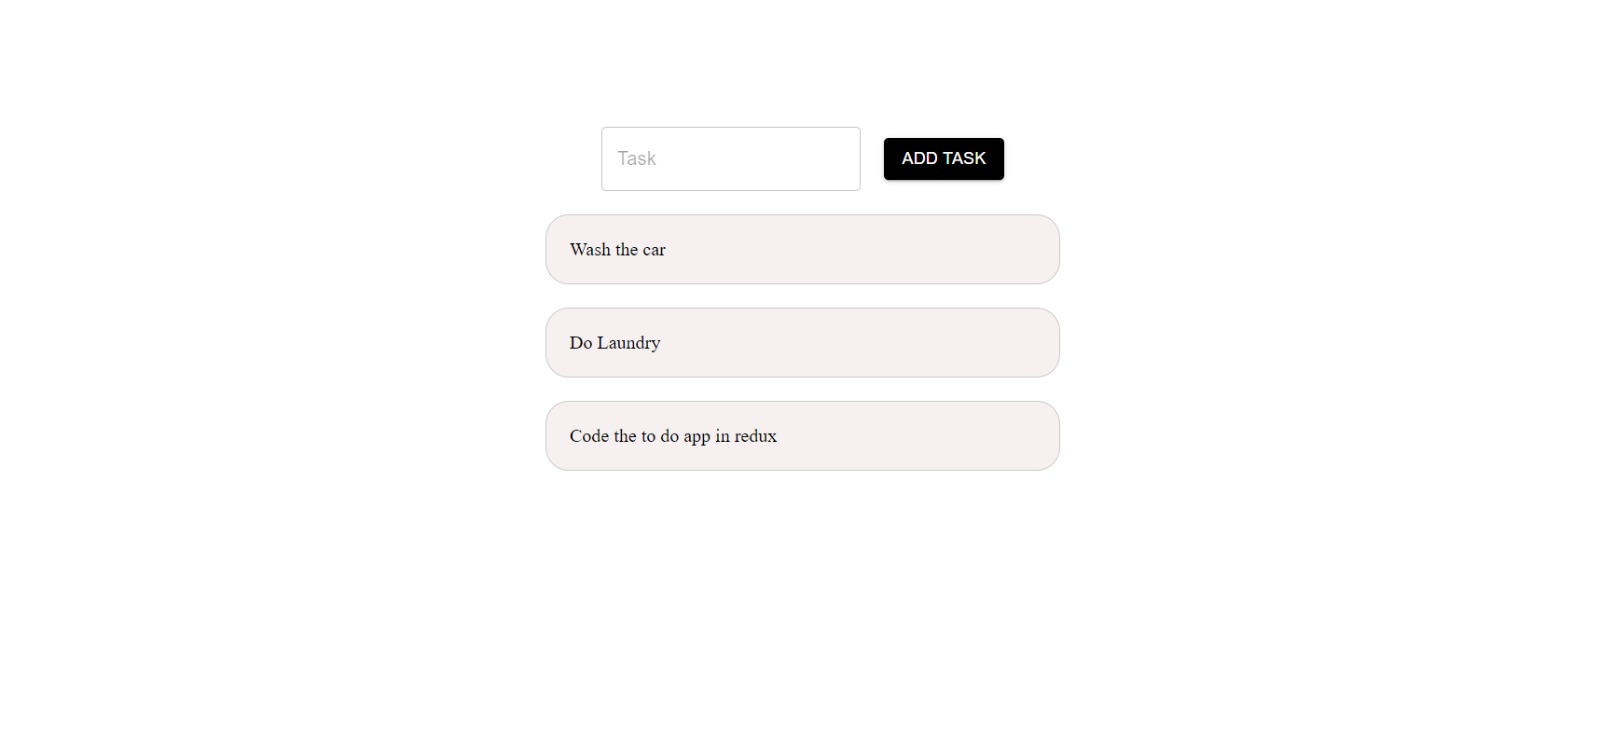 Task
ADD TASK
Wash the car
Do Laundry
Code the to do app in redux